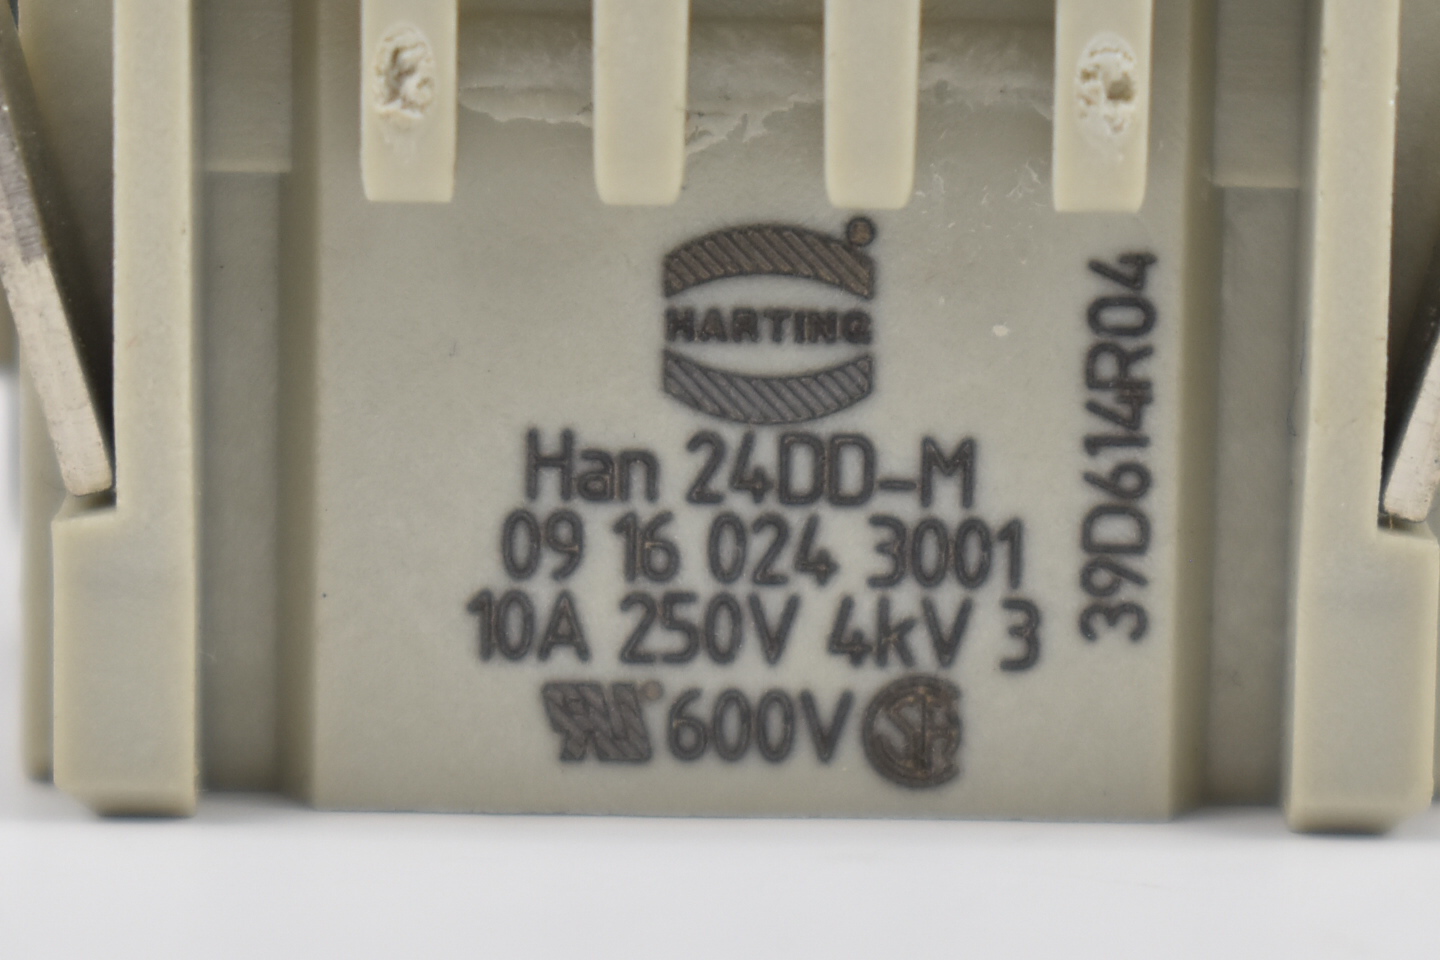 HARTING
Han 24DD-M
09 16 024 3001
10A 250V 4kV 3
600V
39D614R04